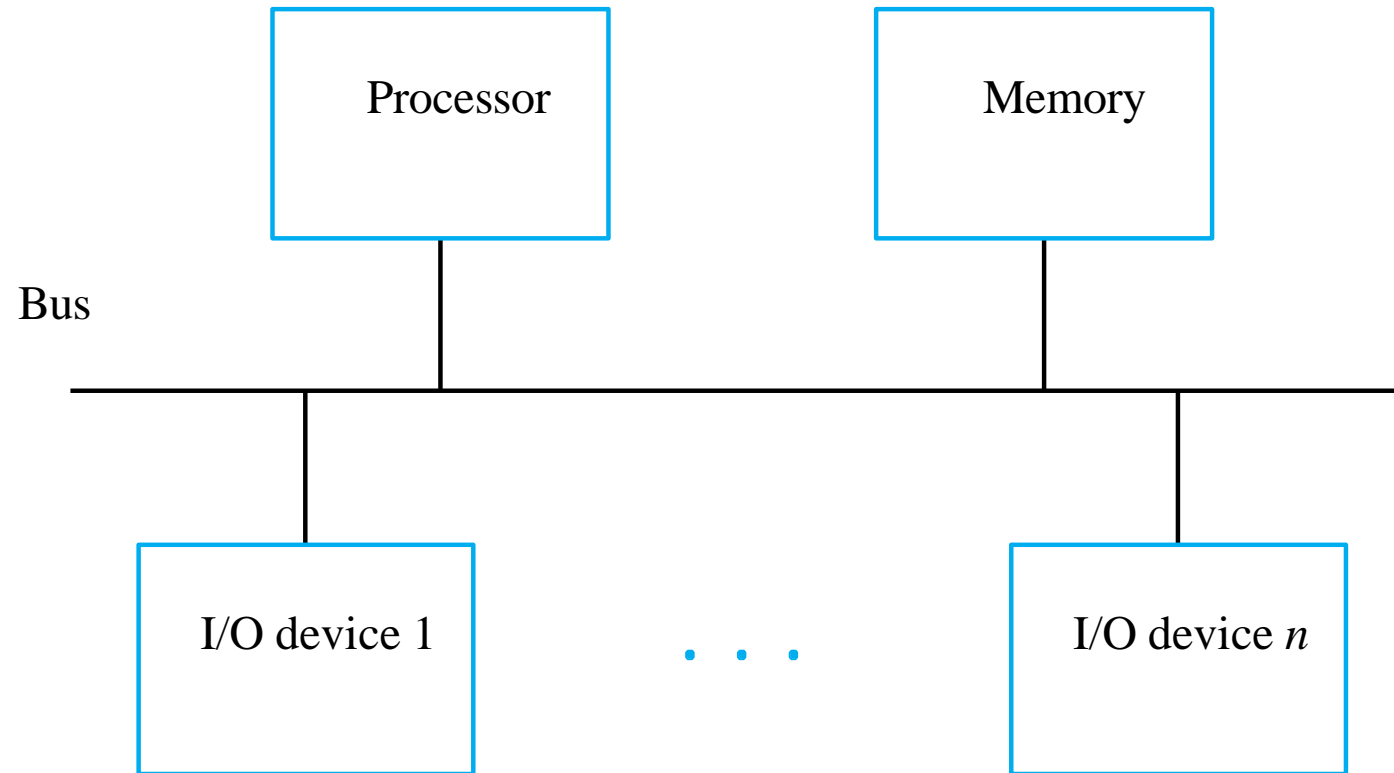 Processor
Memory
Bus
I/O device 1
. . .
I/O device n